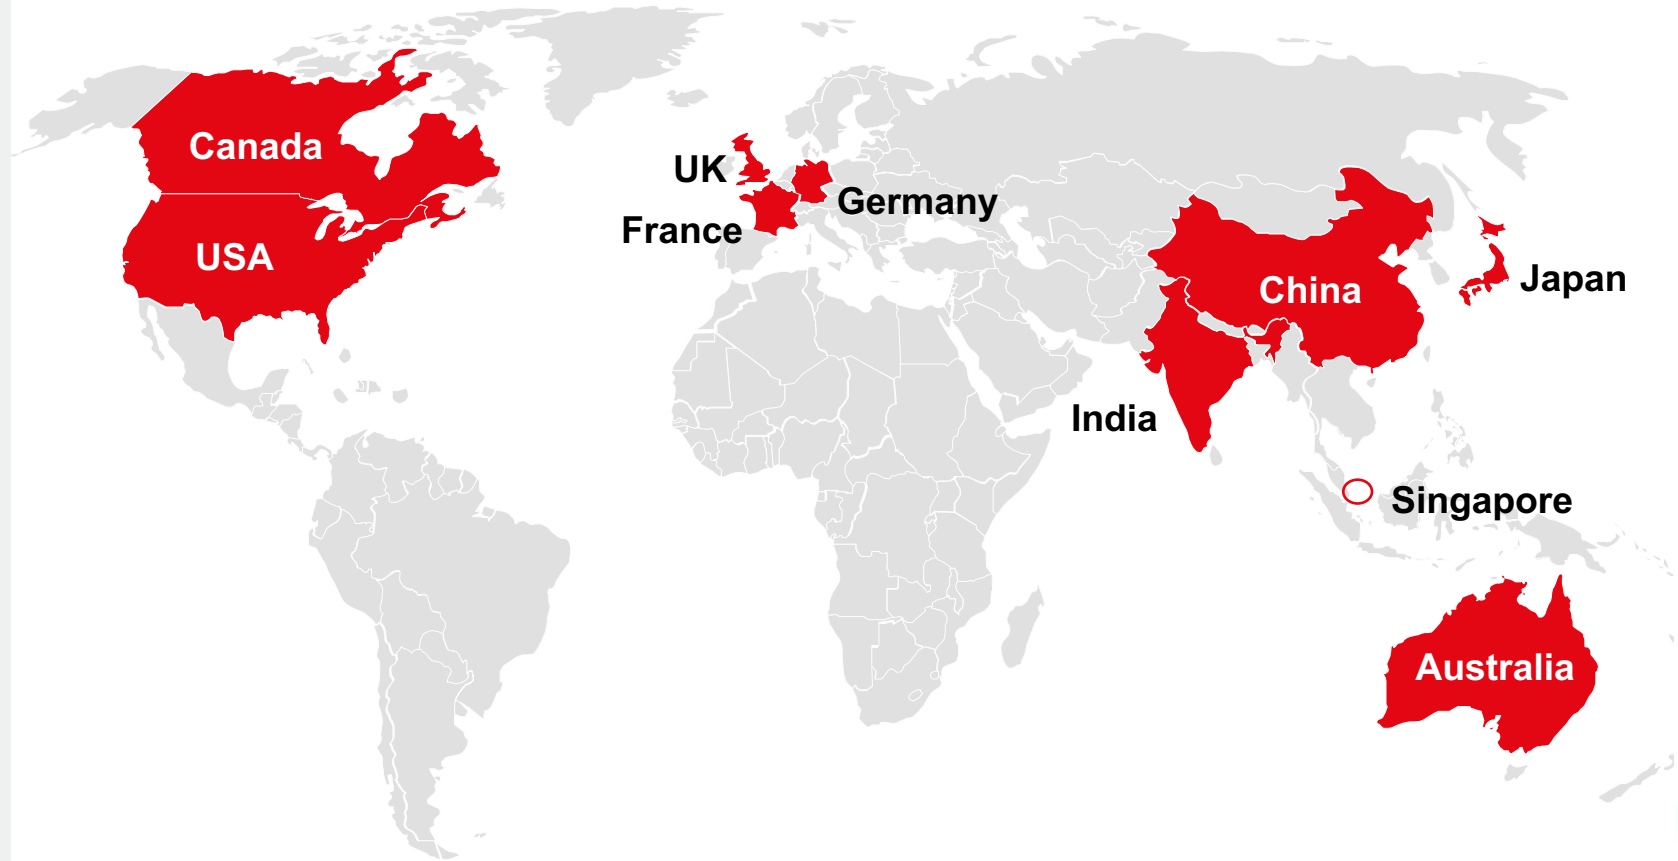 Canada
UK
Germany
France
USA
Japan
China
India
Singapore
Australia